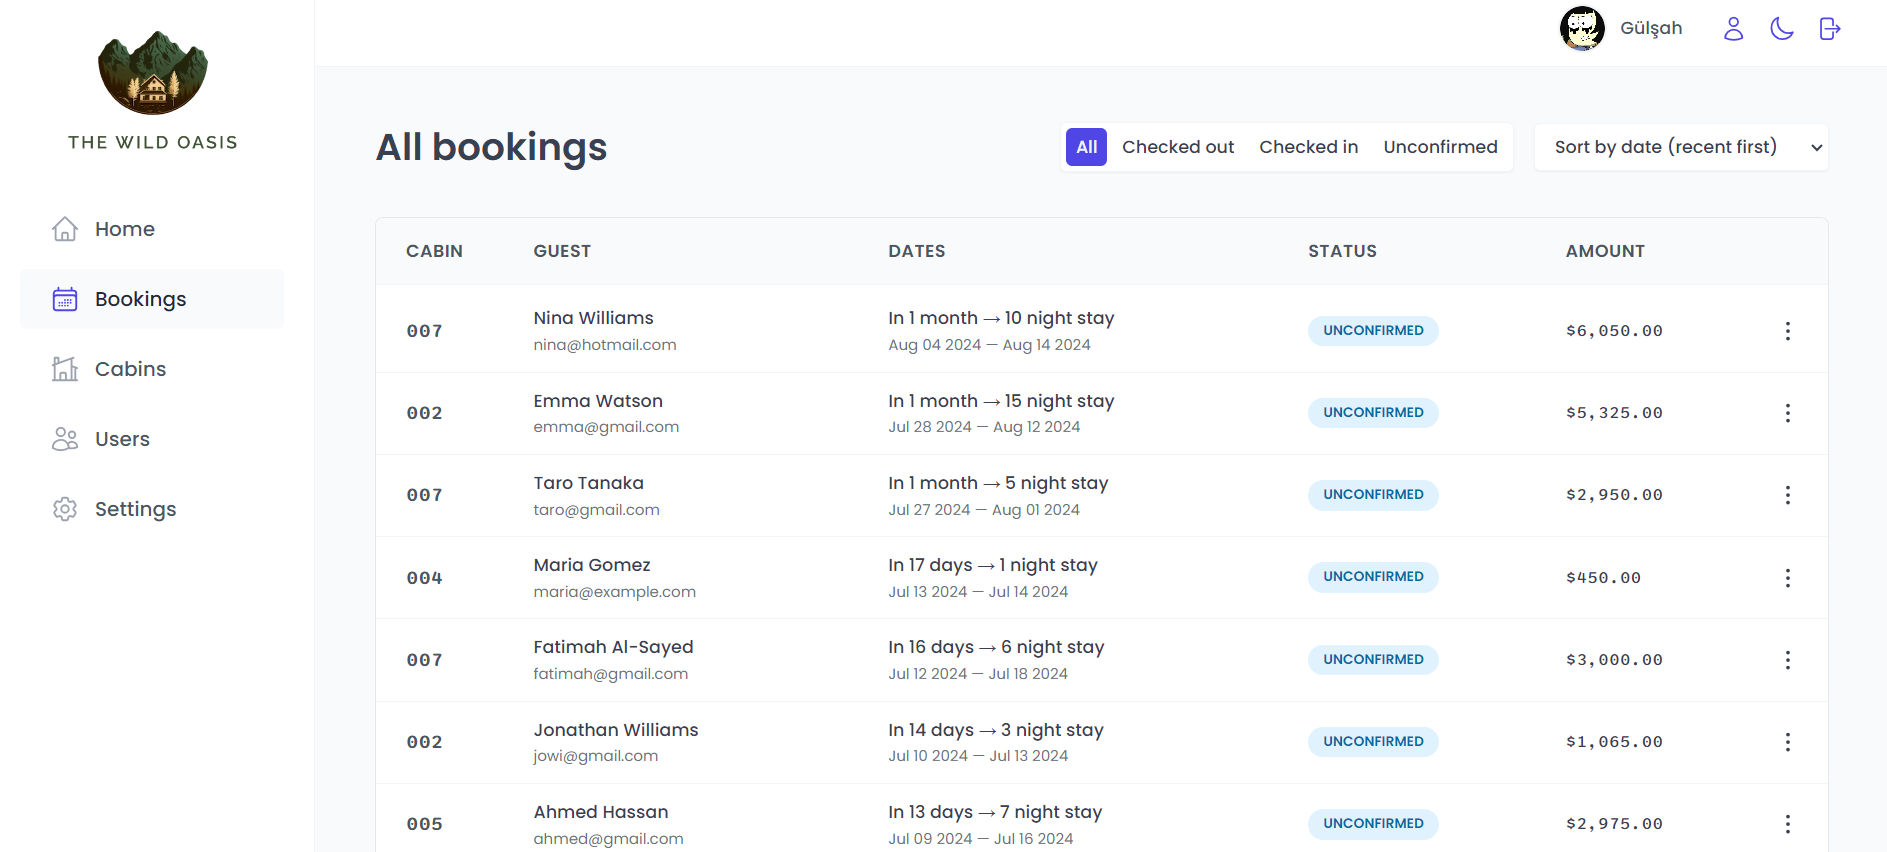 THE WILD OASIS
Home
Bookings
Cabins
Users
Settings
Gülşah
All bookings
All Checked out Checked in Unconfirmed
Sort by date (recent first)
CABIN GUEST DATES STATUS AMOUNT
007 Nina Williams In 1 month → 10 night stay UNCONFIRMED $6,050.00
nina@hotmail.com Aug 04 2024 — Aug 14 2024
002 Emma Watson In 1 month → 15 night stay UNCONFIRMED $5,325.00
emma@gmail.com Jul 28 2024 — Aug 12 2024
007 Taro Tanaka In 1 month → 5 night stay UNCONFIRMED $2,950.00
taro@gmail.com Jul 27 2024 — Aug 01 2024
004 Maria Gomez In 17 days → 1 night stay UNCONFIRMED $450.00
maria@example.com Jul 13 2024 — Jul 14 2024
007 Fatimah Al-Sayed In 16 days → 6 night stay UNCONFIRMED $3,000.00
fatimah@gmail.com Jul 12 2024 — Jul 18 2024
002 Jonathan Williams In 14 days → 3 night stay UNCONFIRMED $1,065.00
jowi@gmail.com Jul 10 2024 — Jul 13 2024
005 Ahmed Hassan In 13 days → 7 night stay UNCONFIRMED $2,975.00
ahmed@gmail.com Jul 09 2024 — Jul 16 2024